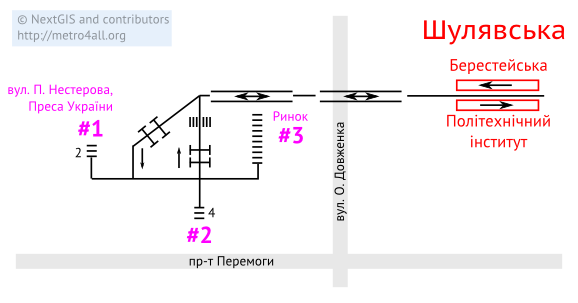 © NextGIS and contributors
http://metro4all.org
Шулявська
Берестейська
Політехнічний
інститут
вул. П. Нестерова,
Преса України
#1
2
Ринок
#3
4
#2
вул. О. Довженка
пр-т Перемоги